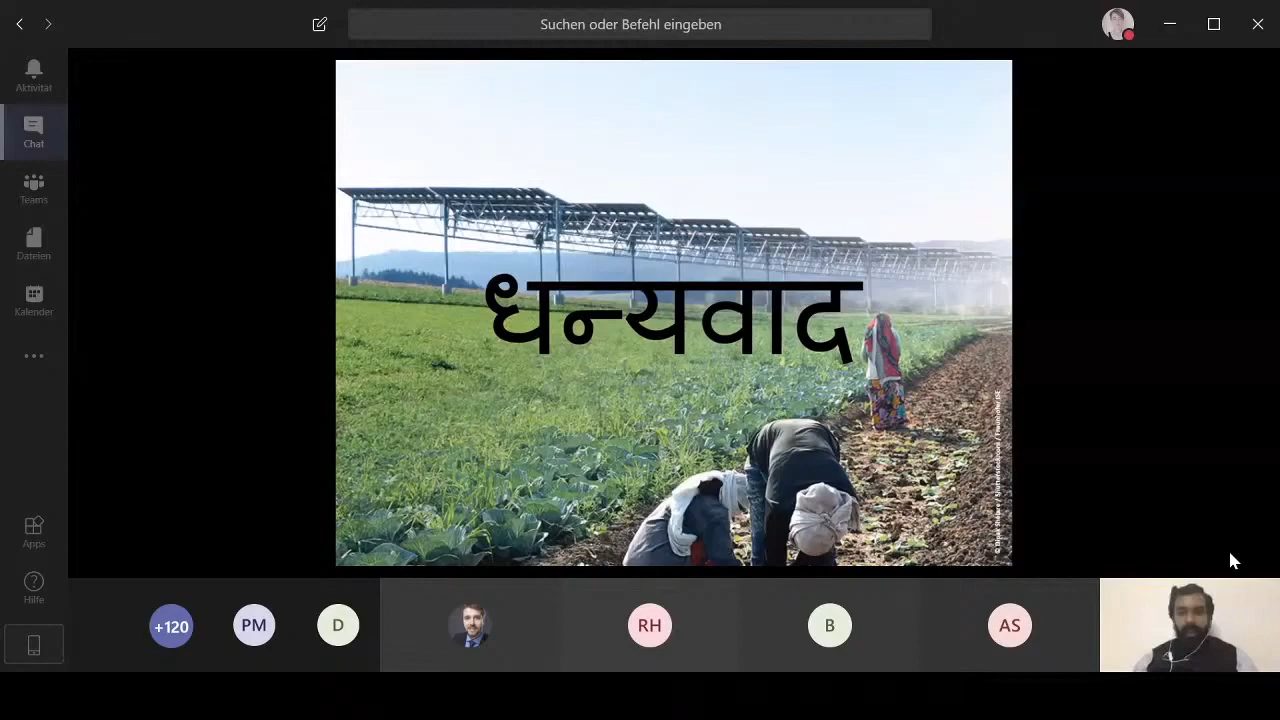 Suchen oder Befehl eingeben
Aktivität
Chat
Teams
Dateien
Kalender
Apps
Hilfe
धन्यवाद
+120
PM
D
RH
B
AS